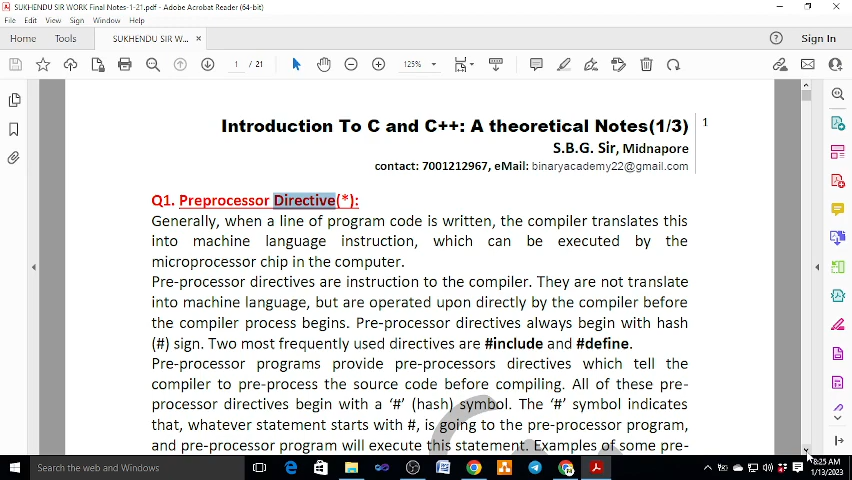 SUKHENDU SIR WORK Final Notes-1-21.pdf - Adobe Acrobat Reader (64-bit)
File Edit View Sign Window Help
Home Tools SUKHENDU SIR W... × Sign In
1 / 21 125%
Introduction To C and C++: A theoretical Notes(1/3) 1
S.B.G. Sir, Midnapore
contact: 7001212967, eMail: binaryacademy22@gmail.com
Q1. Preprocessor Directive(*):
Generally, when a line of program code is written, the compiler translates this
into machine language instruction, which can be executed by the
microprocessor chip in the computer.
Pre-processor directives are instruction to the compiler. They are not translate
into machine language, but are operated upon directly by the compiler before
the compiler process begins. Pre-processor directives always begin with hash
(#) sign. Two most frequently used directives are #include and #define.
Pre-processor programs provide pre-processors directives which tell the
compiler to pre-process the source code before compiling. All of these pre-
processor directives begin with a ‘#’ (hash) symbol. The ‘#’ symbol indicates
that, whatever statement starts with #, is going to the pre-processor program,
and pre-processor program will execute this statement. Examples of some pre-
Search the web and Windows
8:25 AM
1/13/2023